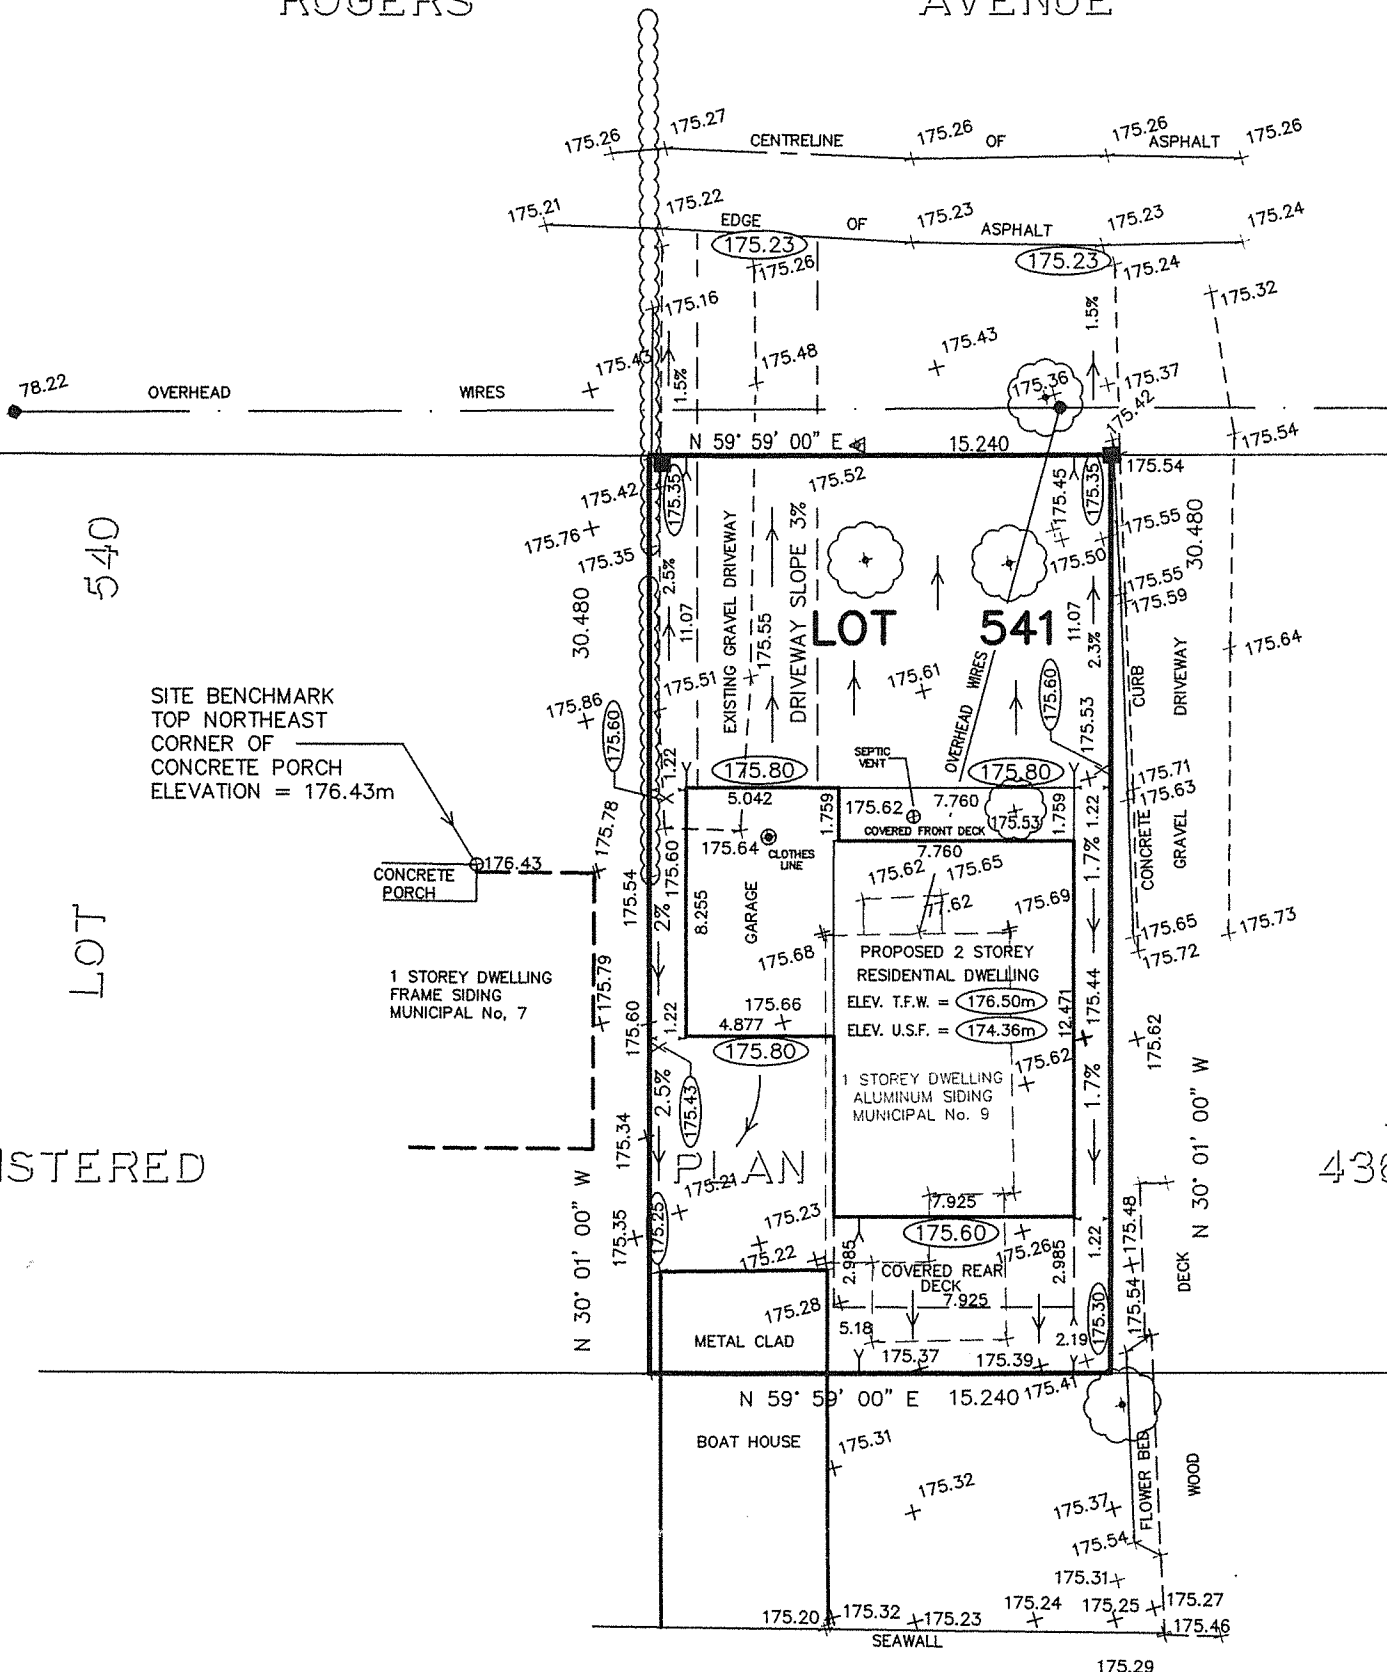 ROGERS AVENUE
175.26 175.27 CENTRELINE 175.26 OF 175.26 ASPHALT 175.26
175.21 175.22 EDGE OF 175.23 ASPHALT 175.23 175.24
175.23 175.23
175.26 175.24
175.16 1.5% 175.32
175.43 175.48 175.43
1.5% 175.36 175.37
78.22 OVERHEAD WIRES
175.42
N 59° 59' 00" E 15.240 175.54
175.54
175.42 175.35 175.52 175.45 175.35
175.76 175.55 30.480
175.35 175.50
2.5% 175.55
175.59
540
30.480 11.07 EXISTING GRAVEL DRIVEWAY 175.55 DRIVEWAY SLOPE 3%
LOT 541
11.07 2.3% CURB DRIVEWAY 175.64
175.51 175.61 OVERHEAD WIRES 175.60 175.53
SITE BENCHMARK
TOP NORTHEAST
CORNER OF
CONCRETE PORCH
ELEVATION = 176.43m
175.86 175.60
1.22 175.80 SEPTIC
VENT
175.80 175.71
175.63
5.042 1.759 175.62 7.760 175.53 1.759 1.22
COVERED FRONT DECK
175.78 175.64 CLOTHES
LINE
7.760
176.43
CONCRETE
PORCH
175.54 175.60 175.62 175.65 1.7% CONCRETE GRAVEL
LOT
2% 8.255 GARAGE 77.62 175.69
175.65 175.73
175.72
175.68 PROPOSED 2 STOREY
RESIDENTIAL DWELLING
ELEV. T.F.W. = 176.50m
ELEV. U.S.F. = 174.36m
12.471 175.44
1 STOREY DWELLING
FRAME SIDING
MUNICIPAL No, 7
175.79 175.60 1.22 175.66
4.877
175.80
175.62 175.62
2.5% 175.43 1.7%
1 STOREY DWELLING
ALUMINUM SIDING
MUNICIPAL No. 9
175.34
ISTERED PLAN 436
N 30° 01' 00" W
N 30° 01' 00" W
175.21
7.925
175.35 175.25 175.23 175.60 175.48
175.22 2.985 175.26 2.985 1.22
COVERED REAR
DECK
DECK
175.28 7.925 175.30 175.54
METAL CLAD 5.18 2.19
175.37 175.39
175.41
N 59° 59' 00" E 15.240
BOAT HOUSE 175.31
FLOWER BED WOOD
175.32 175.37
175.54
175.31
175.20 175.32 175.23 175.24 175.25 175.27
175.46
SEAWALL
175.29